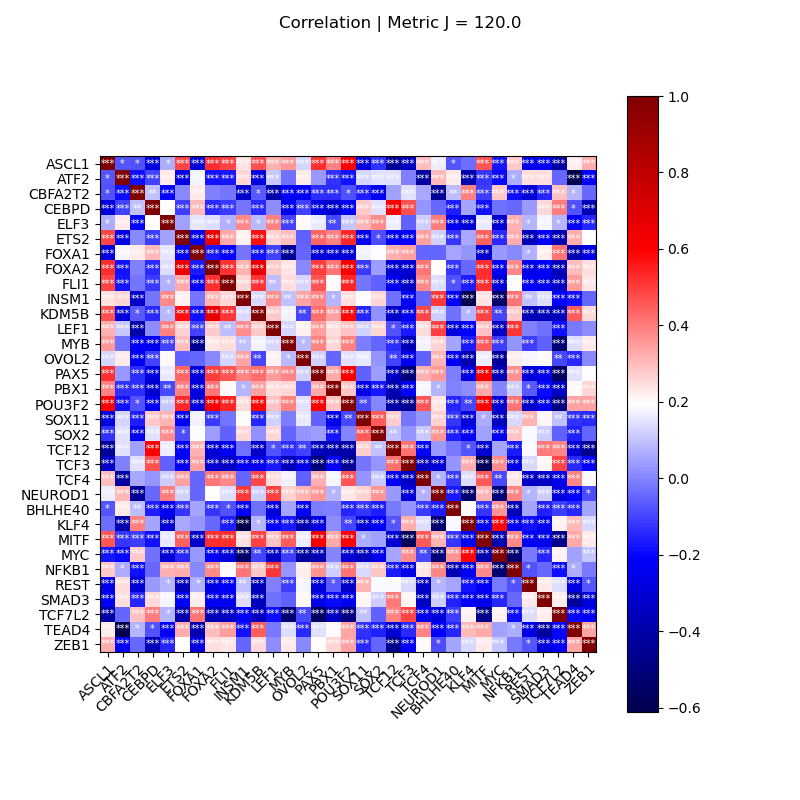 Correlation | Metric J = 120.0
ASCL1
ATF2
CBFA2T2
CEBPD
ELF3
ETS2
FOXA1
FOXA2
FLI1
INSM1
KDM5B
LEF1
MYB
OVOL2
PAX5
PBX1
POU3F2
SOX11
SOX2
TCF12
TCF3
TCF4
NEUROD1
BHLHE40
KLF4
MITF
MYC
NFKB1
REST
SMAD3
TCF7L2
TEAD4
ZEB1
ASCL1
ATF2
CBFA2T2
CEBPD
ELF3
ETS2
FOXA1
FOXA2
FLI1
INSM1
KDM5B
LEF1
MYB
OVOL2
PAX5
PBX1
POU3F2
SOX11
SOX2
TCF12
TCF3
TCF4
NEUROD1
BHLHE40
KLF4
MITF
MYC
NFKB1
REST
SMAD3
TCF7L2
TEAD4
ZEB1
1.0
0.8
0.6
0.4
0.2
0.0
−0.2
−0.4
−0.6